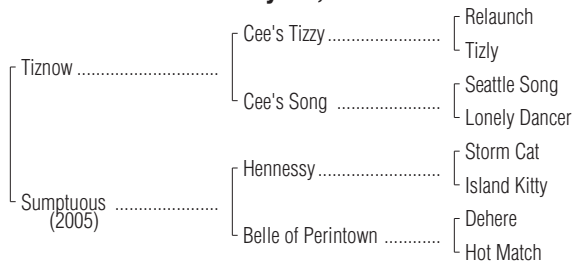 Relaunch
Cee's Tizzy
Tizly
Tiznow
Seattle Song
Cee's Song
Lonely Dancer
Storm Cat
Hennessy
Island Kitty
Sumptuous
(2005)
Dehere
Belle of Perintown
Hot Match